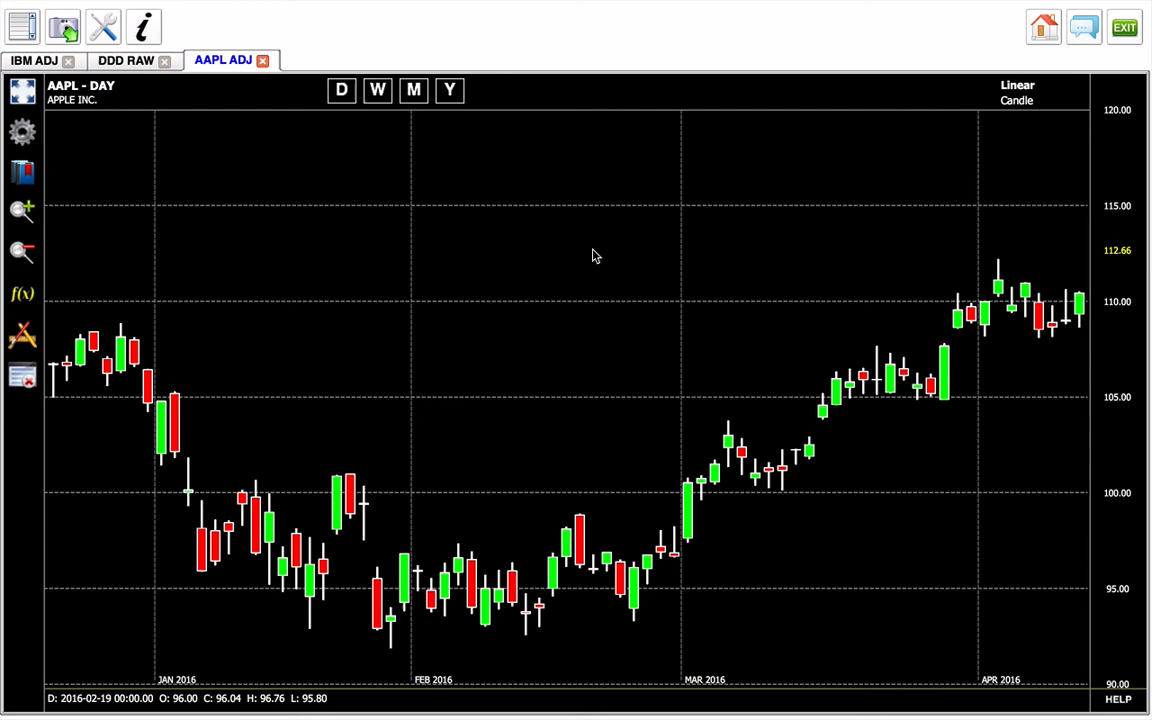 i
EXIT
IBM ADJ
DDD RAW
AAPL ADJ
AAPL - DAY
APPLE INC.
D W M Y
Linear
Candle
120.00
115.00
112.66
110.00
105.00
100.00
95.00
90.00
f(x)
JAN 2016
FEB 2016
MAR 2016
APR 2016
D: 2016-02-19 00:00.00 O: 96.00 C: 96.04 H: 96.76 L: 95.80
HELP